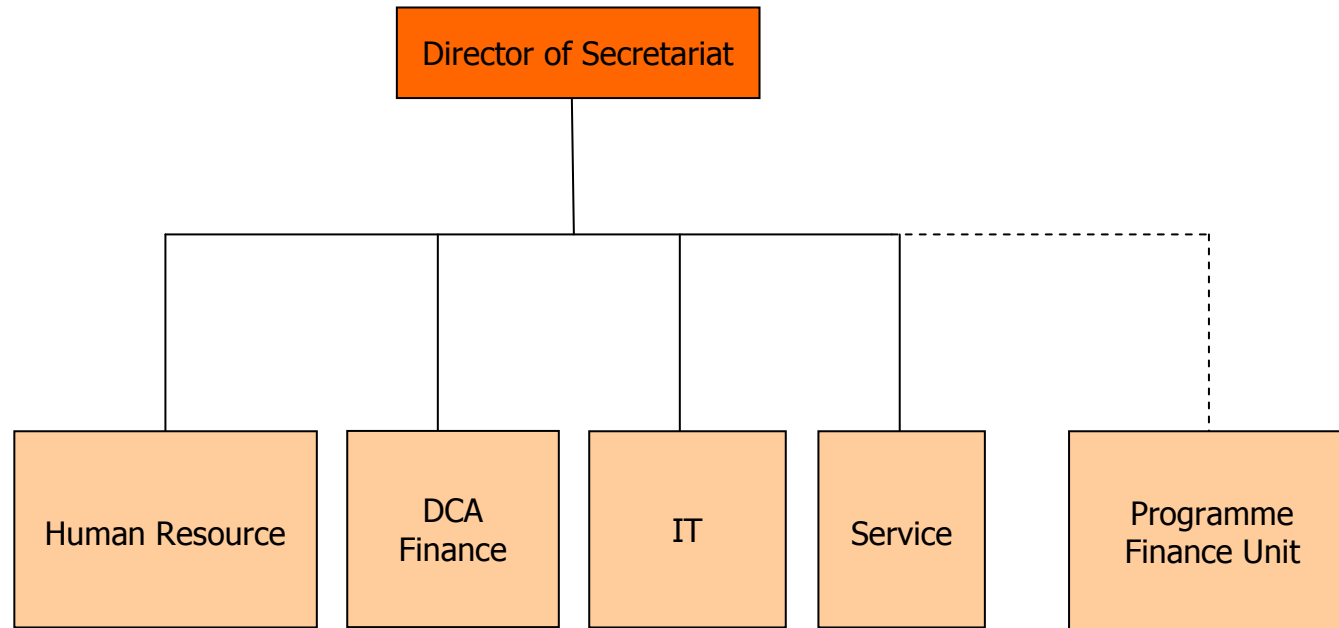 Director of Secretariat
Human Resource
DCA
Finance
IT
Service
Programme
Finance Unit